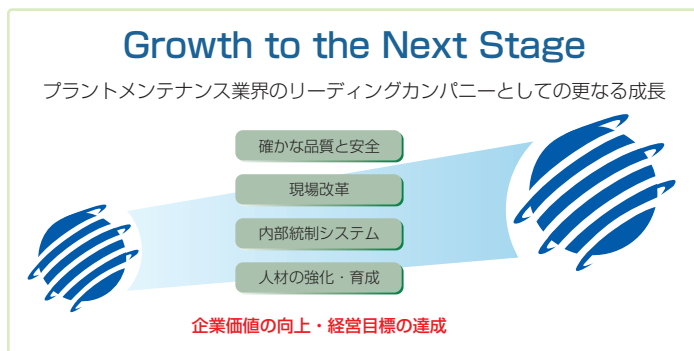 Growth to the Next Stage
プラントメンテナンス業界のリーディングカンパニーとしての更なる成長
確かな品質と安全
現場改革
内部統制システム
人材の強化・育成
企業価値の向上・経営目標の達成